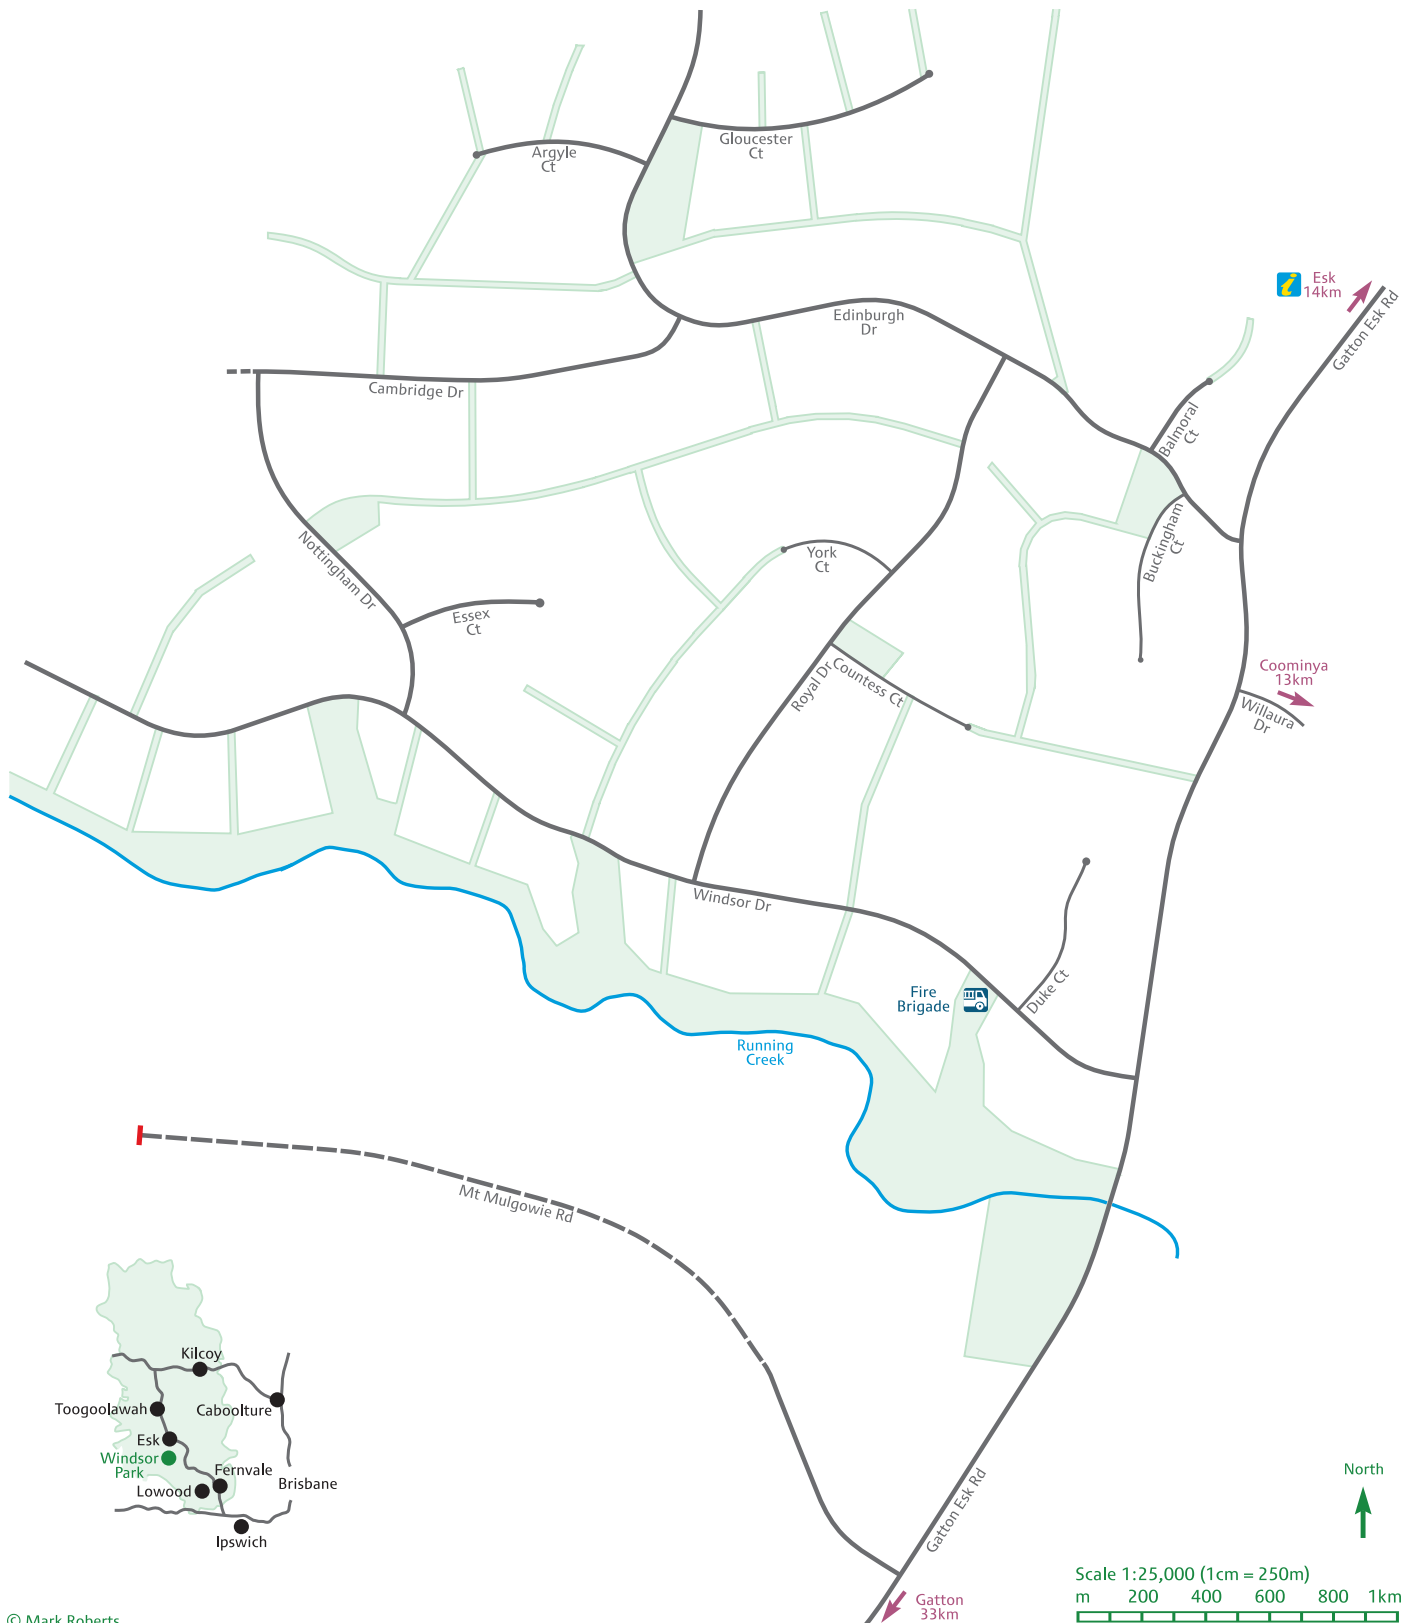 Gloucester
Ct
Argyle
Ct
Esk
14km
Gatton Esk Rd
Edinburgh
Dr
Cambridge Dr
Balmoral
Ct
Buckingham
Ct
Nottingham Dr
York
Ct
Essex
Ct
Royal Dr
Countess Ct
Coominya
13km
Willaura
Dr
Windsor Dr
Fire
Brigade
Duke Ct
Running
Creek
Mt Mulgowie Rd
Kilcoy
Toogoolawah
Caboolture
Esk
Windsor
Park
Fernvale
Lowood
Brisbane
Ipswich
Gatton Esk Rd
North
Scale 1:25,000 (1cm = 250m)
m 200 400 600 800 1km
Gatton
33km
© Mark Roberts